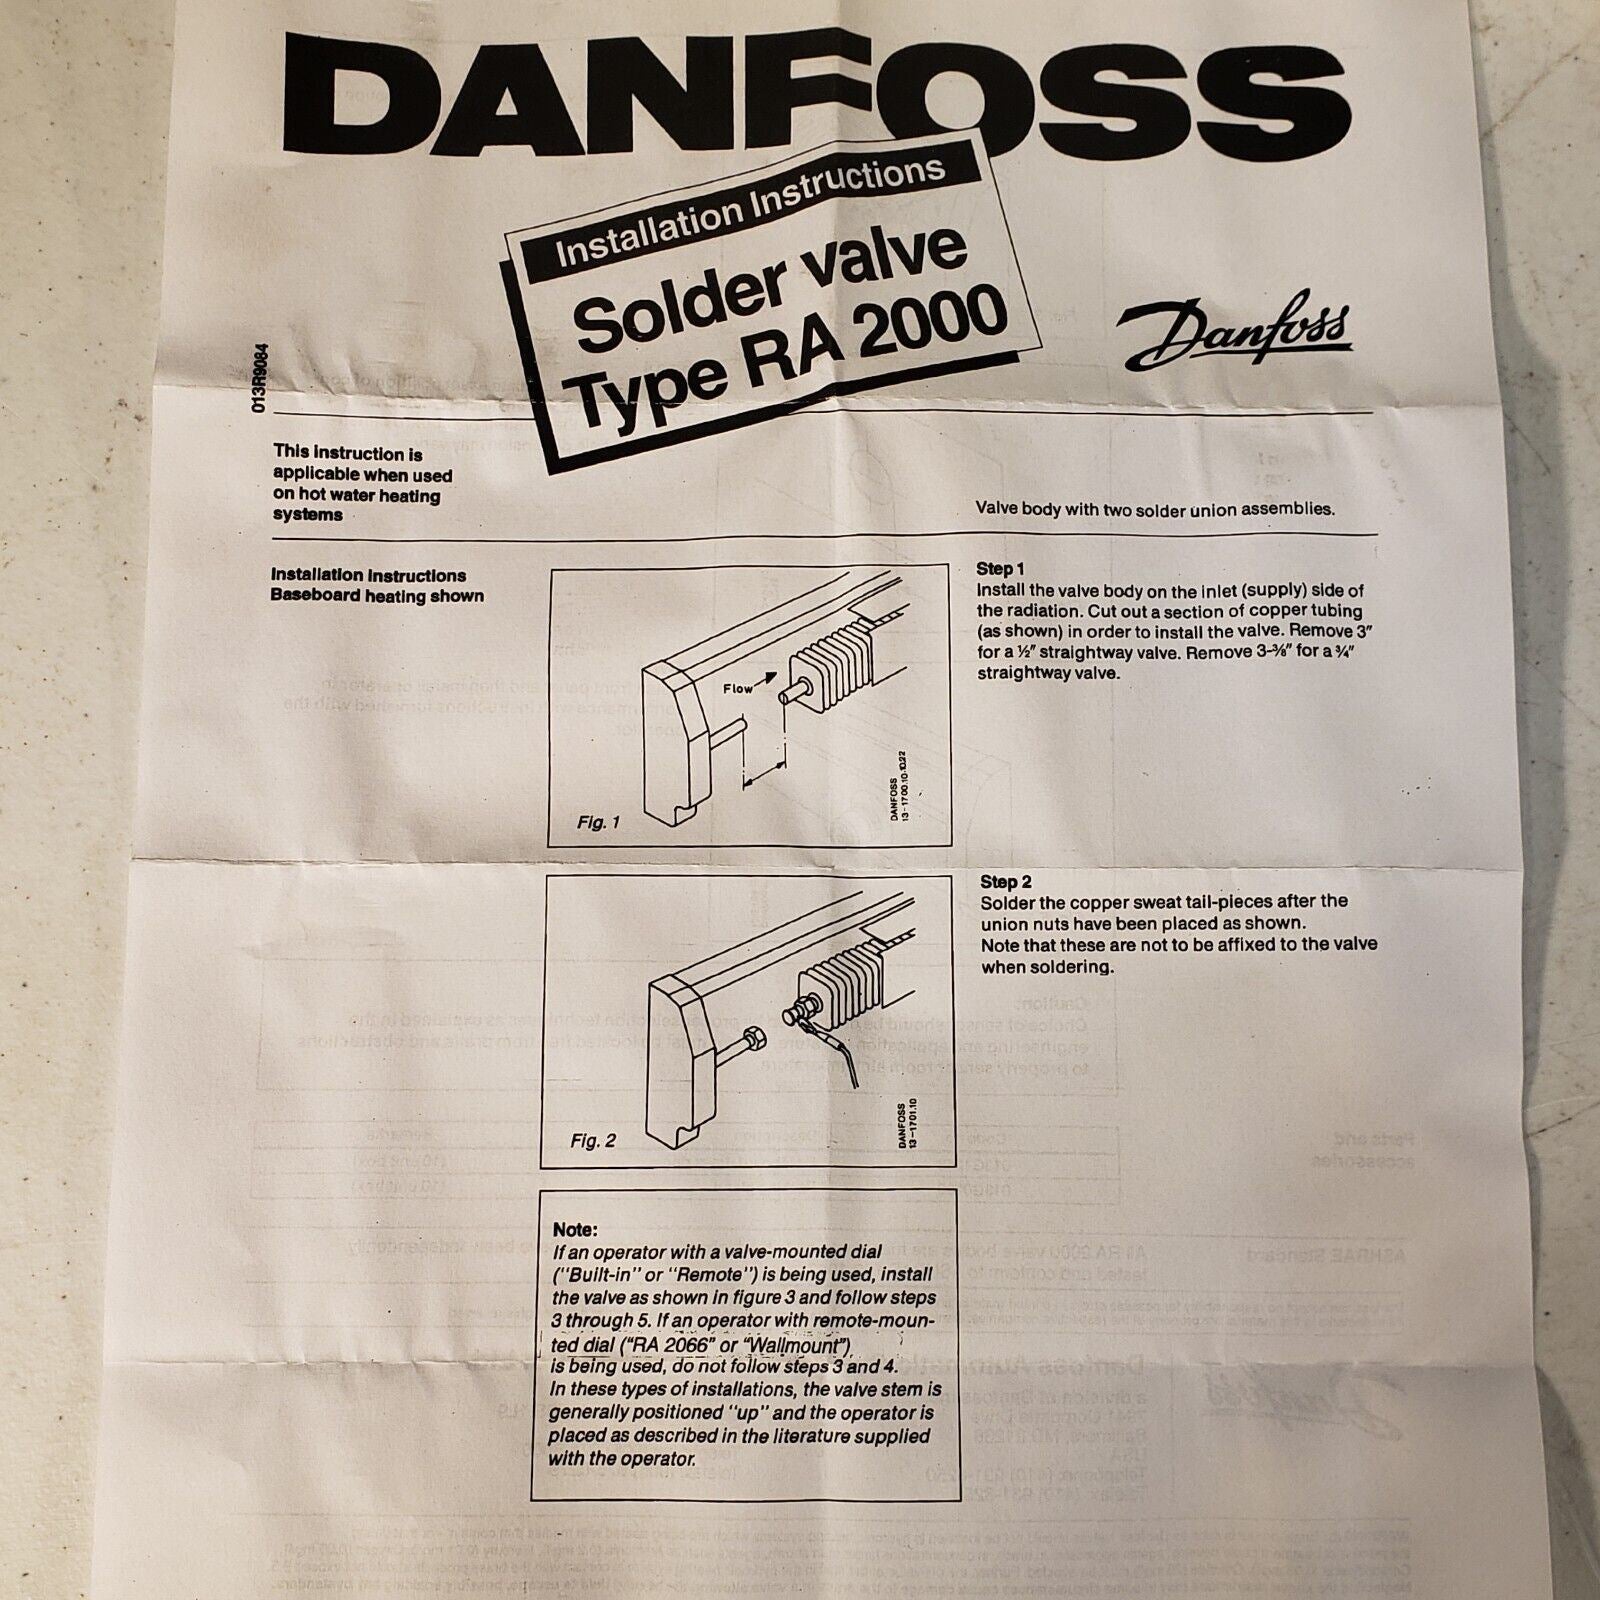 DANFOSS
Installation Instructions
Solder valve
Type RA 2000
Danfoss
013R9084
This instruction is
applicable when used
on hot water heating
systems
Valve body with two solder union assemblies.
Installation Instructions
Baseboard heating shown
Flow
Fig. 1
DANFOSS
13-1700.10-10.22
Step 1
Install the valve body on the inlet (supply) side of
the radiation. Cut out a section of copper tubing
(as shown) in order to install the valve. Remove 3"
for a ½" straightway valve. Remove 3-⅜" for a ¾"
straightway valve.
Fig. 2
DANFOSS
13-1701.10
Step 2
Solder the copper sweat tail-pieces after the
union nuts have been placed as shown.
Note that these are not to be affixed to the valve
when soldering.
Note:
If an operator with a valve-mounted dial
("Built-in" or "Remote") is being used, install
the valve as shown in figure 3 and follow steps
3 through 5. If an operator with remote-moun-
ted dial ("RA 2066" or "Wallmount")
is being used, do not follow steps 3 and 4.
In these types of installations, the valve stem is
generally positioned "up" and the operator is
placed as described in the literature supplied
with the operator.